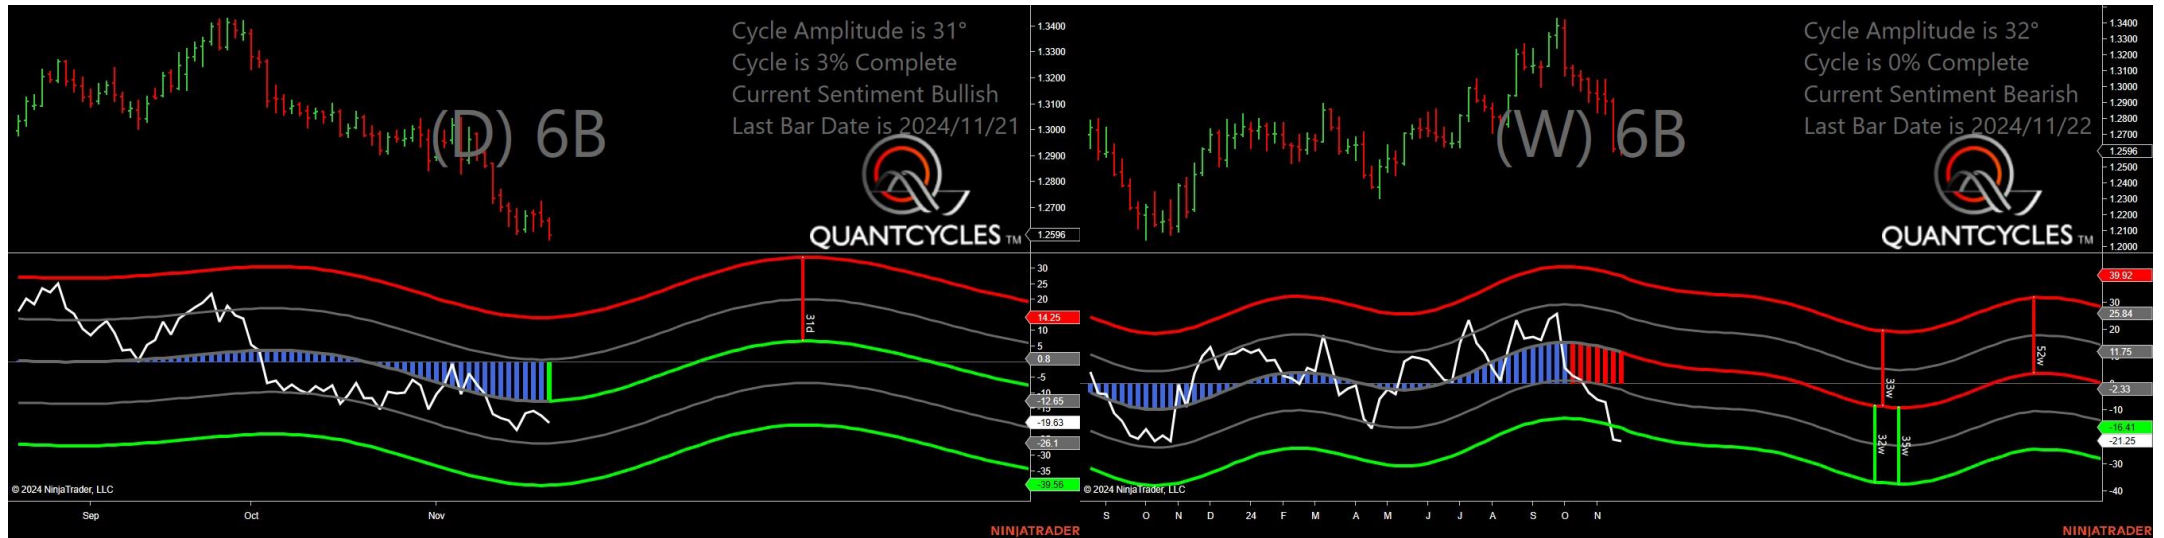 Cycle Amplitude is 31°
Cycle is 3% Complete
Current Sentiment Bullish
Last Bar Date is 2024/11/21
(D) 6B
QUANTCYCLES TM
1.3400
1.3300
1.3200
1.3100
1.3000
1.2900
1.2800
1.2700
1.2596
30
25
20
14.25
10
5
0.8
-5
-12.65
-19.63
-26.1
-30
-35
-39.56
31d
© 2024 NinjaTrader, LLC
Sep Oct Nov
NINJATRADER
Cycle Amplitude is 32°
Cycle is 0% Complete
Current Sentiment Bearish
Last Bar Date is 2024/11/22
(W) 6B
QUANTCYCLES TM
1.3400
1.3300
1.3200
1.3100
1.3000
1.2900
1.2800
1.2700
1.2596
1.2500
1.2400
1.2300
1.2200
1.2100
1.2000
39.92
30
25.84
20
11.75
-2.33
-10
-16.41
-21.25
-30
-40
33w
32w
35w
52w
© 2024 NinjaTrader, LLC
S O N D 24 F M A M J J A S O N
NINJATRADER